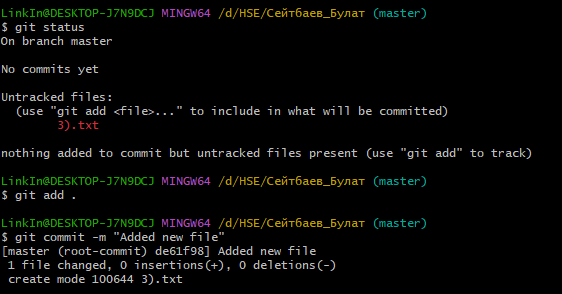 LinkIn@DESKTOP-J7N9DCJ MINGW64 /d/HSE/Сейтбаев_Булат (master)
$ git status
On branch master
No commits yet
Untracked files:
  (use "git add <file>..." to include in what will be committed)
        3).txt
nothing added to commit but untracked files present (use "git add" to track)
LinkIn@DESKTOP-J7N9DCJ MINGW64 /d/HSE/Сейтбаев_Булат (master)
$ git add .
LinkIn@DESKTOP-J7N9DCJ MINGW64 /d/HSE/Сейтбаев_Булат (master)
$ git commit -m "Added new file"
[master (root-commit) de61f98] Added new file
 1 file changed, 0 insertions(+), 0 deletions(-)
 create mode 100644 3).txt